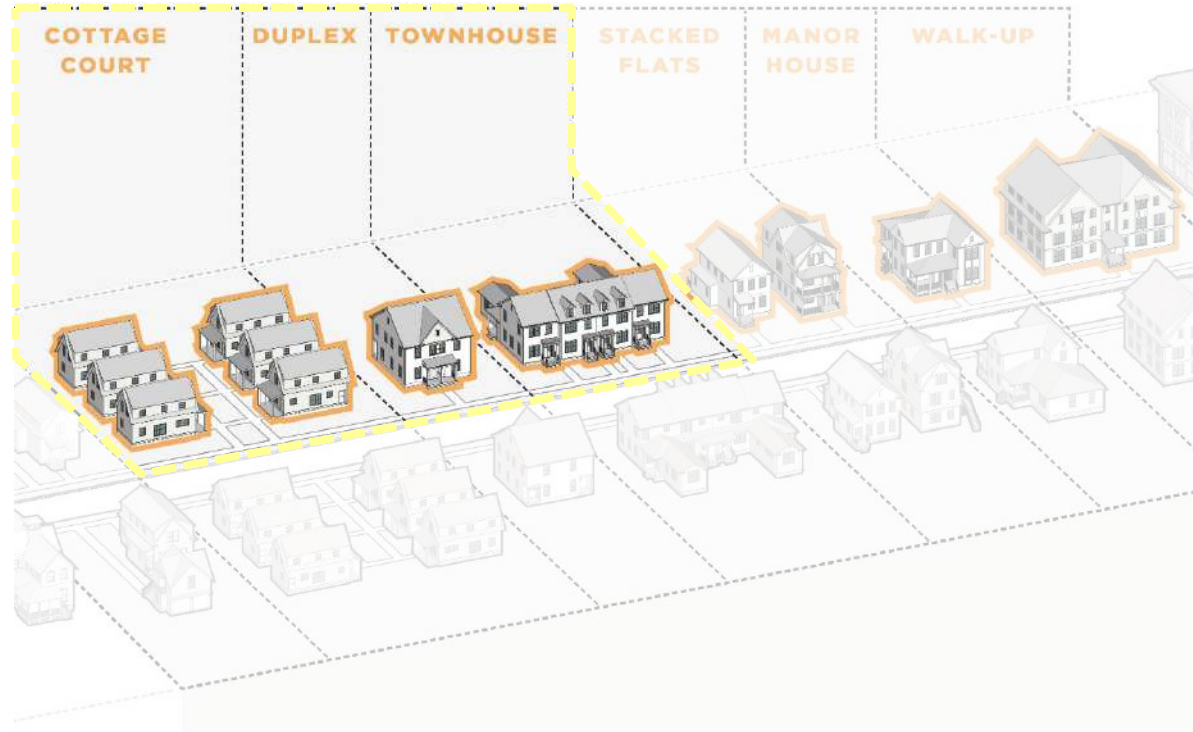 COTTAGE
COURT
DUPLEX
TOWNHOUSE
STACKED
FLATS
MANOR
HOUSE
WALK-UP